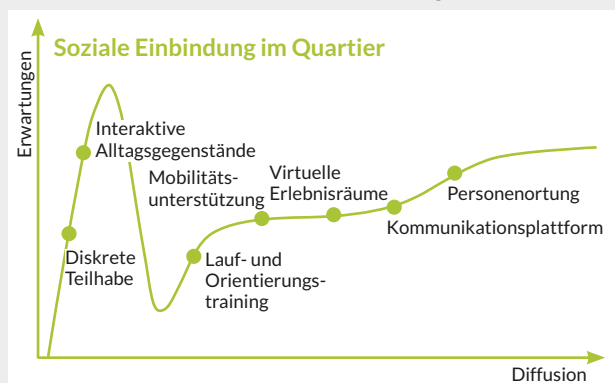 Soziale Einbindung im Quartier
Erwartungen
Interaktive
Alltagsgegenstände
Mobilitäts-
unterstützung
Virtuelle
Erlebnisräume
Personenortung
Kommunikationsplattform
Diskrete
Teilhabe
Lauf- und
Orientierungs-
training
Diffusion